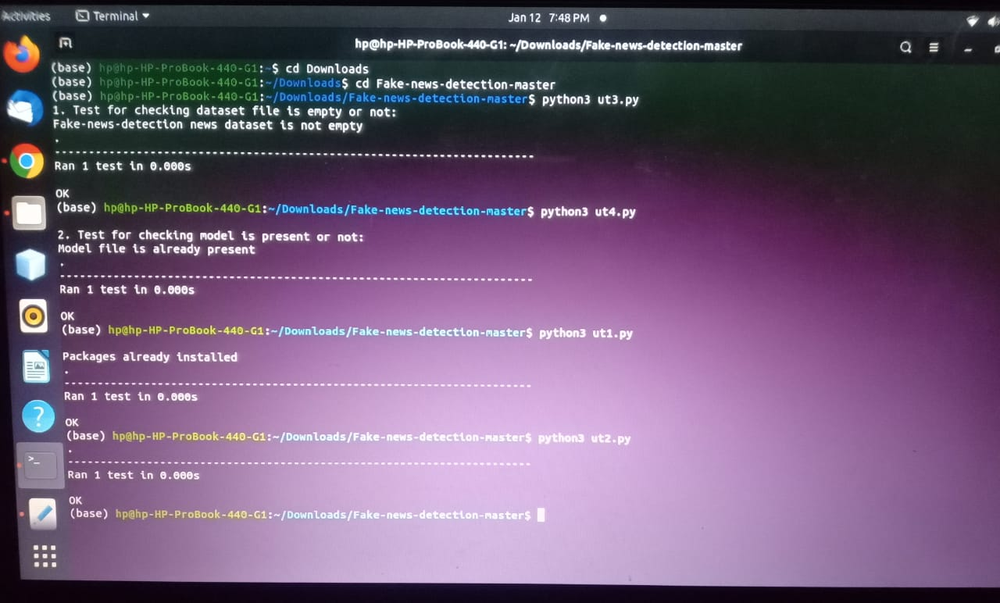 Activities Terminal Jan 12 7:48 PM
hp@hp-HP-ProBook-440-G1: ~/Downloads/Fake-news-detection-master
(base) hp@hp-HP-ProBook-440-G1:~$ cd Downloads
(base) hp@hp-HP-ProBook-440-G1:~/Downloads$ cd Fake-news-detection-master
(base) hp@hp-HP-ProBook-440-G1:~/Downloads/Fake-news-detection-master$ python3 ut3.py
1. Test for checking dataset file is empty or not:
Fake-news-detection news dataset is not empty
.
----------------------------------------------------------------------
Ran 1 test in 0.000s
OK
(base) hp@hp-HP-ProBook-440-G1:~/Downloads/Fake-news-detection-master$ python3 ut4.py
2. Test for checking model is present or not:
Model file is already present
.
----------------------------------------------------------------------
Ran 1 test in 0.000s
OK
(base) hp@hp-HP-ProBook-440-G1:~/Downloads/Fake-news-detection-master$ python3 ut1.py
Packages already installed
.
----------------------------------------------------------------------
Ran 1 test in 0.000s
OK
(base) hp@hp-HP-ProBook-440-G1:~/Downloads/Fake-news-detection-master$ python3 ut2.py
.
----------------------------------------------------------------------
Ran 1 test in 0.000s
OK
(base) hp@hp-HP-ProBook-440-G1:~/Downloads/Fake-news-detection-master$